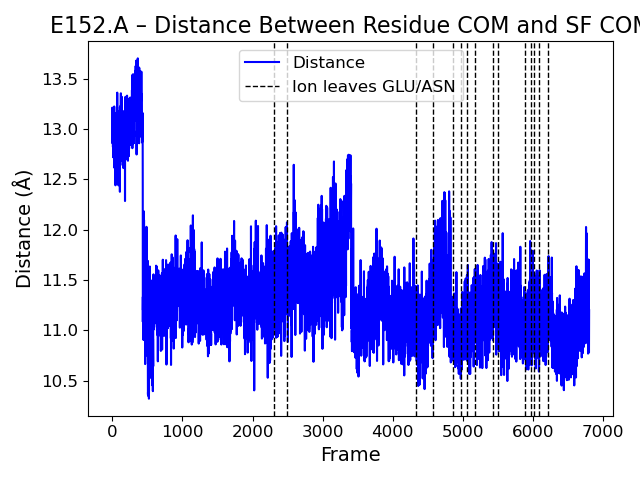 E152.A – Distance Between Residue COM and SF COM
Distance
Ion leaves GLU/ASN
13.5
13.0
12.5
12.0
11.5
11.0
10.5
Distance (Å)
0 1000 2000 3000 4000 5000 6000 7000
Frame